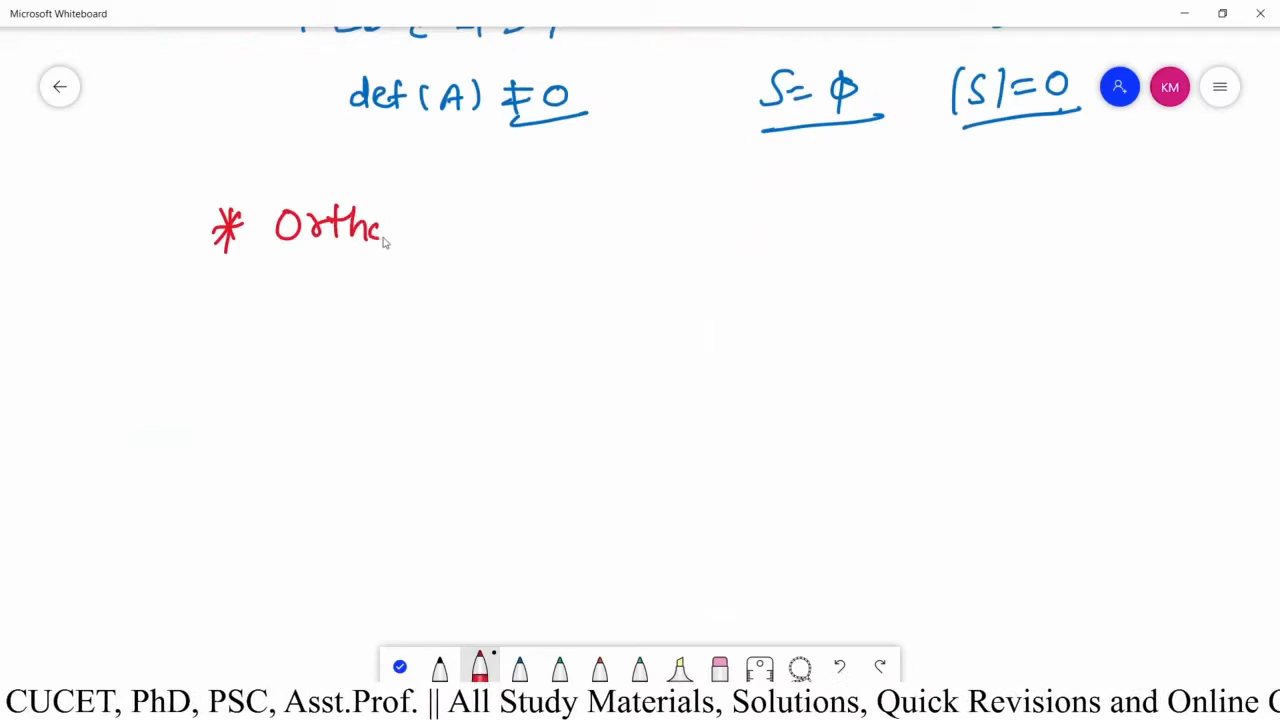 Microsoft Whiteboard
def(A) ≠ 0 S = ϕ |S| = 0
KM
* Ortho
CUCET, PhD, PSC, Asst.Prof. || All Study Materials, Solutions, Quick Revisions and Online C